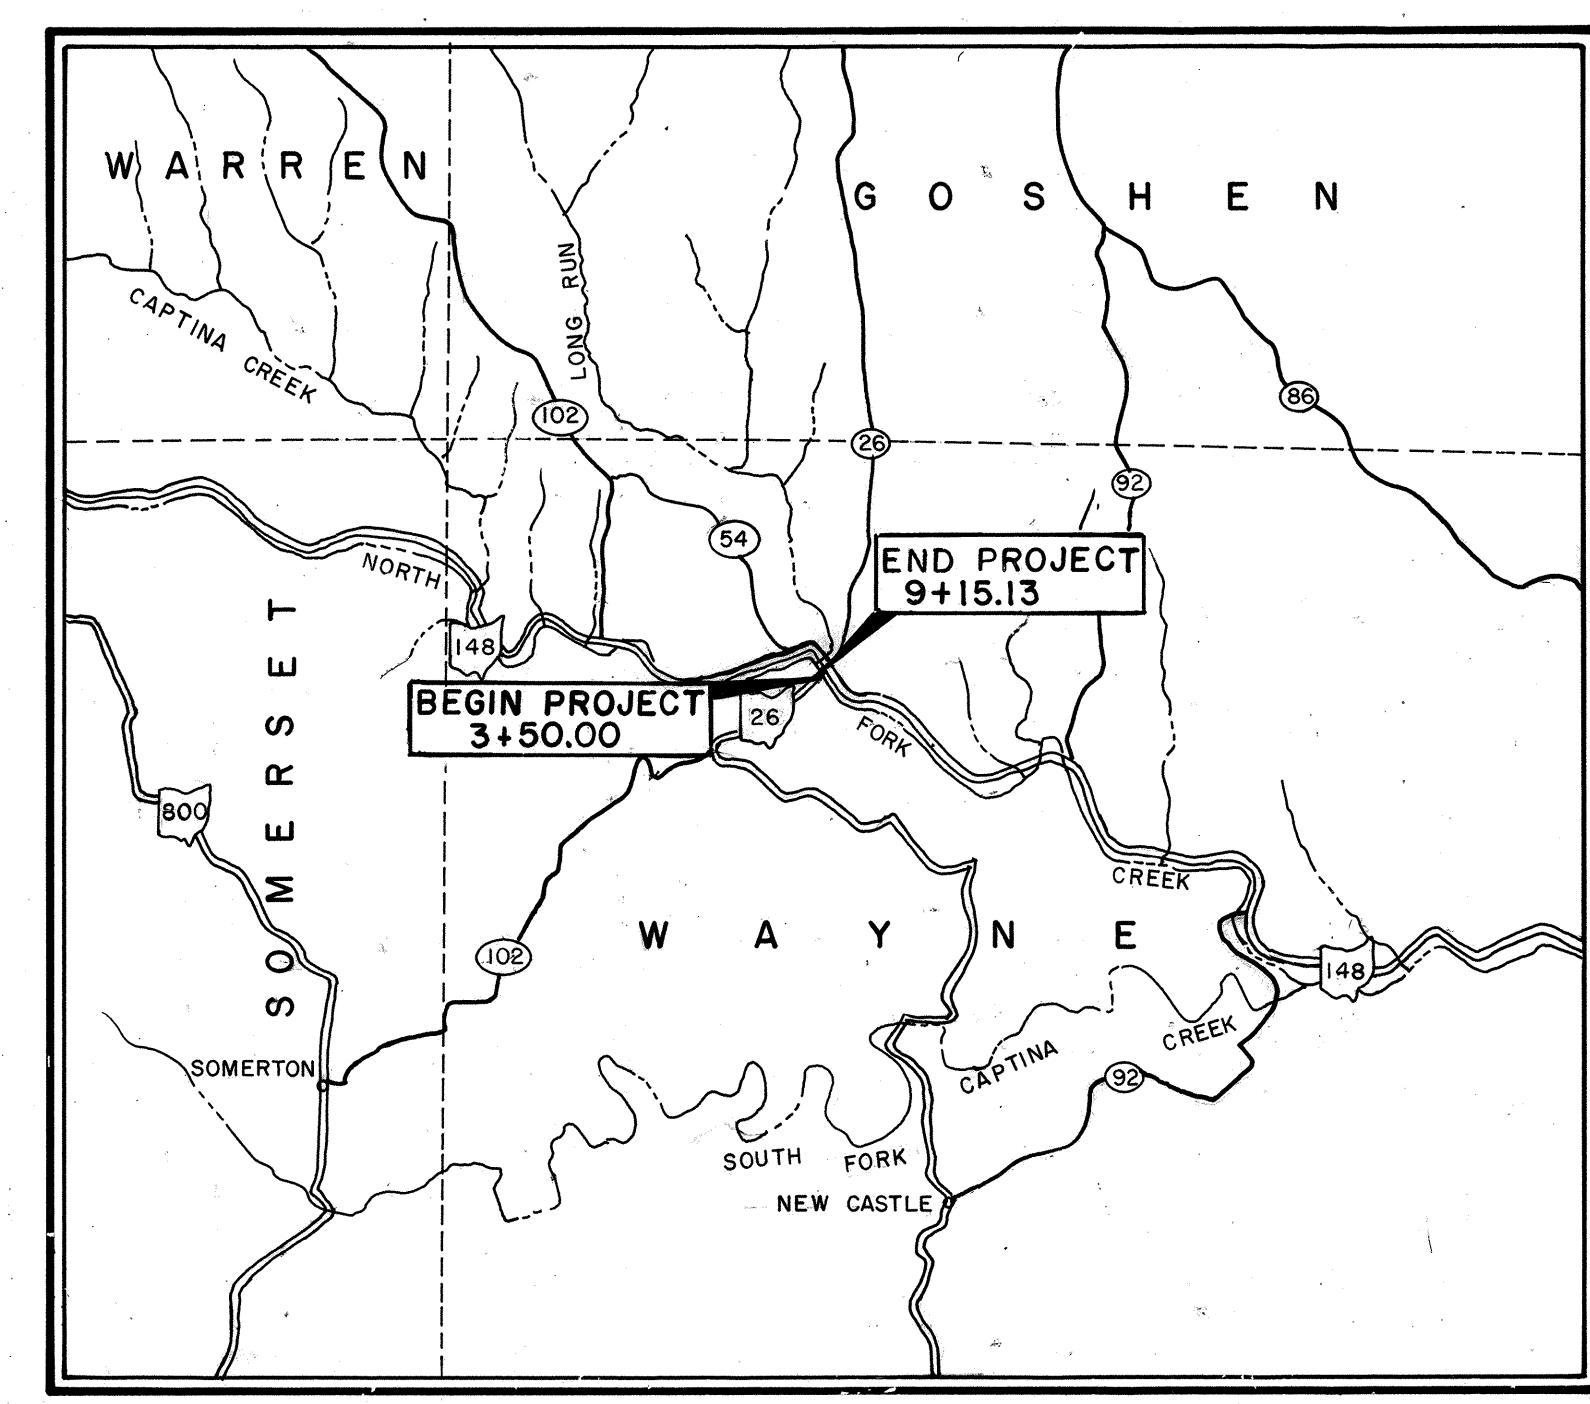 WARREN
GOSHEN
CAPTINA CREEK
LONG RUN
102
26
86
92
54
NORTH
END PROJECT
9+15.13
148
BEGIN PROJECT
3+50.00
26
FORK
SOMERSET
800
CREEK
WAYNE
102
148
CAPTINA CREEK
SOMERTON
92
SOUTH FORK
NEW CASTLE